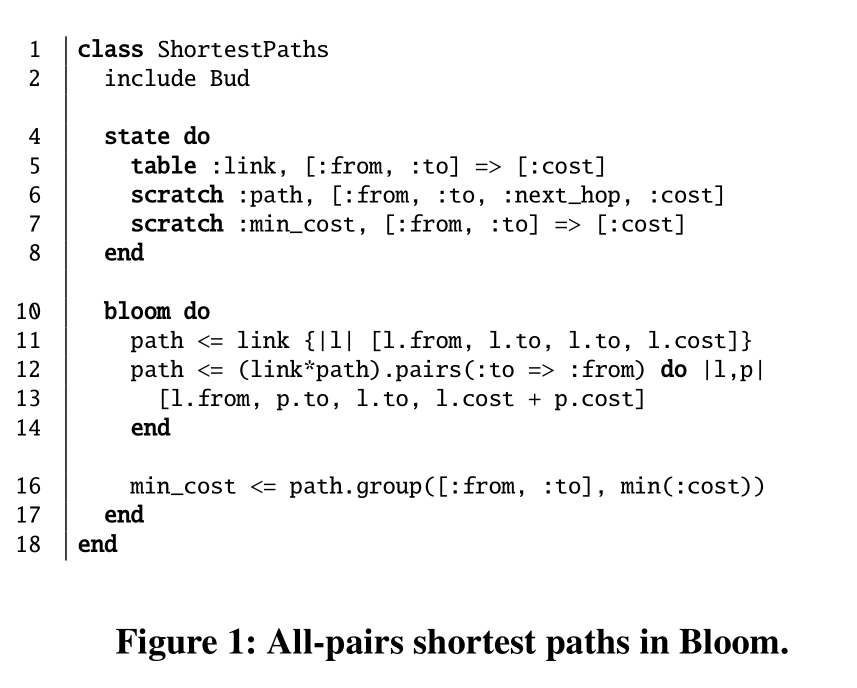 1 class ShortestPaths
2   include Bud
4   state do
5     table :link, [:from, :to] => [:cost]
6     scratch :path, [:from, :to, :next_hop, :cost]
7     scratch :min_cost, [:from, :to] => [:cost]
8   end
10   bloom do
11     path <= link {|l| [l.from, l.to, l.to, l.cost]}
12     path <= (link*path).pairs(:to => :from) do |l,p|
13       [l.from, p.to, l.to, l.cost + p.cost]
14     end
16     min_cost <= path.group([:from, :to], min(:cost))
17   end
18 end
Figure 1: All-pairs shortest paths in Bloom.